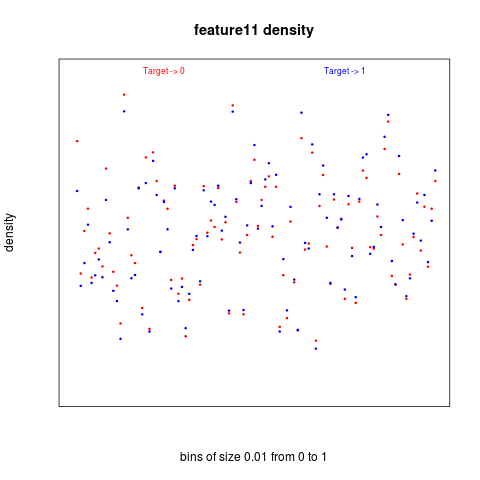 feature11 density
Target -> 0
Target -> 1
density
bins of size 0.01 from 0 to 1